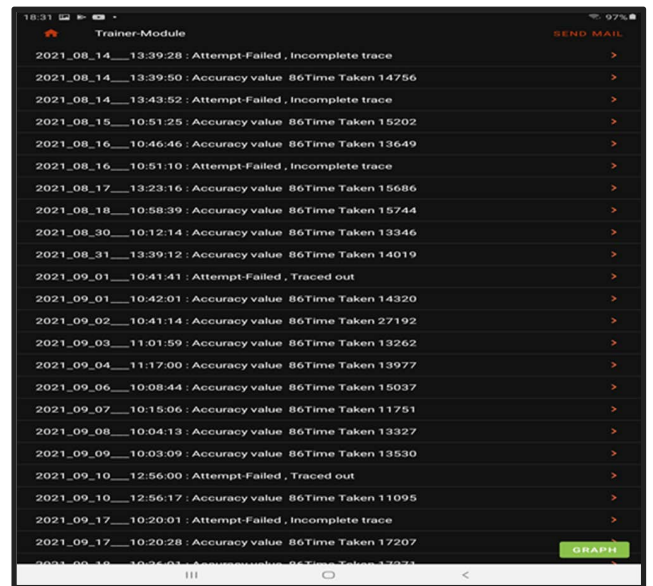 18:31 97%
Trainer-Module SEND MAIL
2021_08_14___13:39:28 : Attempt-Failed , Incomplete trace >
2021_08_14___13:39:50 : Accuracy value 86Time Taken 14756 >
2021_08_14___13:43:52 : Attempt-Failed , Incomplete trace >
2021_08_15___10:51:25 : Accuracy value 86Time Taken 15202 >
2021_08_16___10:46:46 : Accuracy value 86Time Taken 13649 >
2021_08_16___10:51:10 : Attempt-Failed , Incomplete trace >
2021_08_17___13:23:16 : Accuracy value 86Time Taken 15686 >
2021_08_18___10:58:39 : Accuracy value 86Time Taken 15744 >
2021_08_30___10:12:14 : Accuracy value 86Time Taken 13346 >
2021_08_31___13:39:12 : Accuracy value 86Time Taken 14019 >
2021_09_01___10:41:41 : Attempt-Failed , Traced out >
2021_09_01___10:42:01 : Accuracy value 86Time Taken 14320 >
2021_09_02___10:41:14 : Accuracy value 86Time Taken 27192 >
2021_09_03___11:01:59 : Accuracy value 86Time Taken 13262 >
2021_09_04___11:17:00 : Accuracy value 86Time Taken 13977 >
2021_09_06___10:08:44 : Accuracy value 86Time Taken 15037 >
2021_09_07___10:15:06 : Accuracy value 86Time Taken 11751 >
2021_09_08___10:04:13 : Accuracy value 86Time Taken 13327 >
2021_09_09___10:03:09 : Accuracy value 86Time Taken 13530 >
2021_09_10___12:56:00 : Attempt-Failed , Traced out >
2021_09_10___12:56:17 : Accuracy value 86Time Taken 11095 >
2021_09_17___10:20:01 : Attempt-Failed , Incomplete trace >
2021_09_17___10:20:28 : Accuracy value 86Time Taken 17207 >
GRAPH